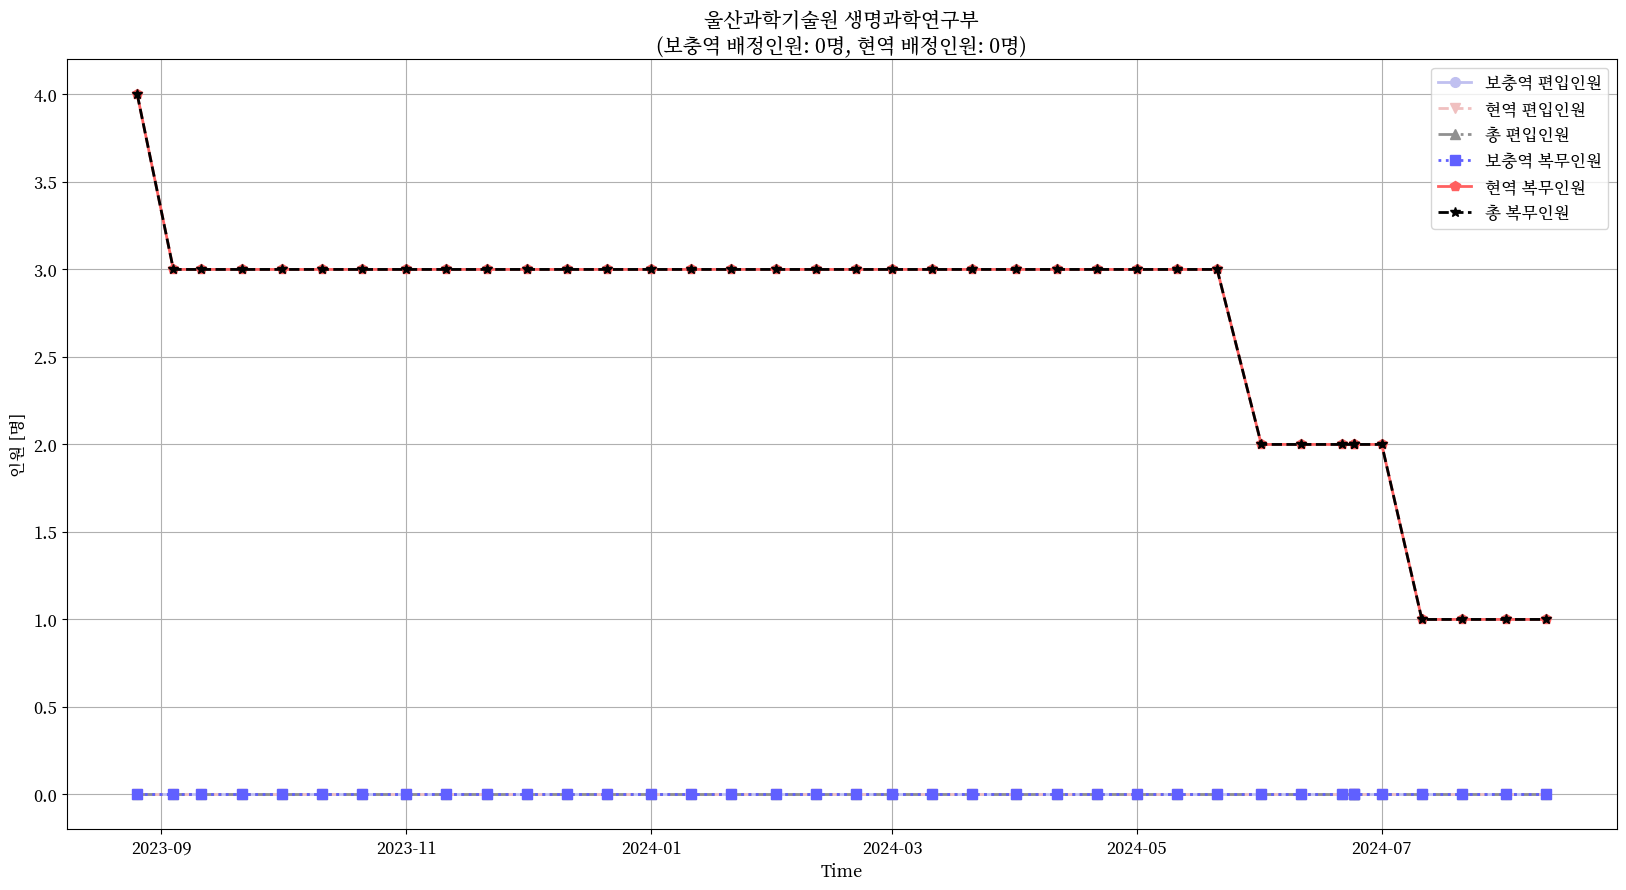 울산과학기술원 생명과학연구부
(보충역 배정인원: 0명, 현역 배정인원: 0명)
보충역 편입인원
현역 편입인원
총 편입인원
보충역 복무인원
현역 복무인원
총 복무인원
인원 [명]
4.0
3.5
3.0
2.5
2.0
1.5
1.0
0.5
0.0
2023-09
2023-11
2024-01
2024-03
2024-05
2024-07
Time